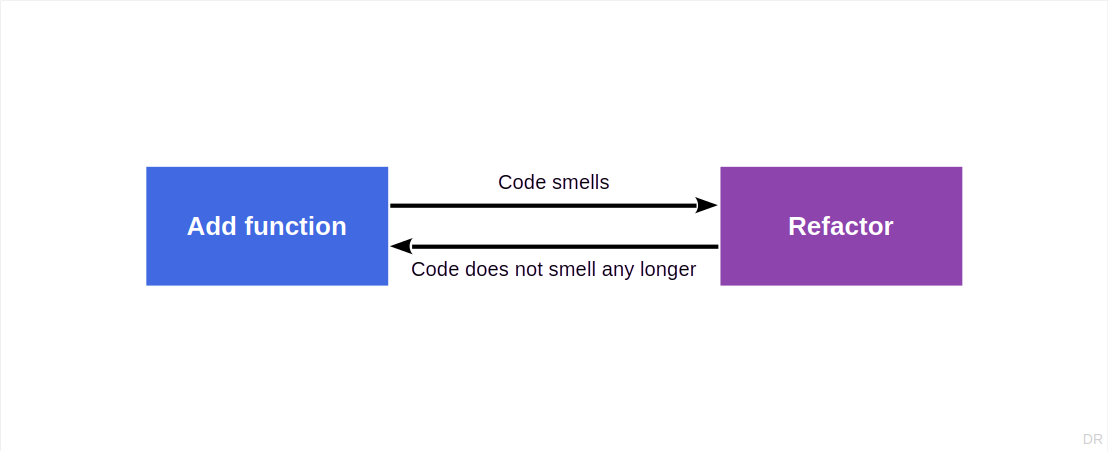 Code smells
Add function
Refactor
Code does not smell any longer
DR